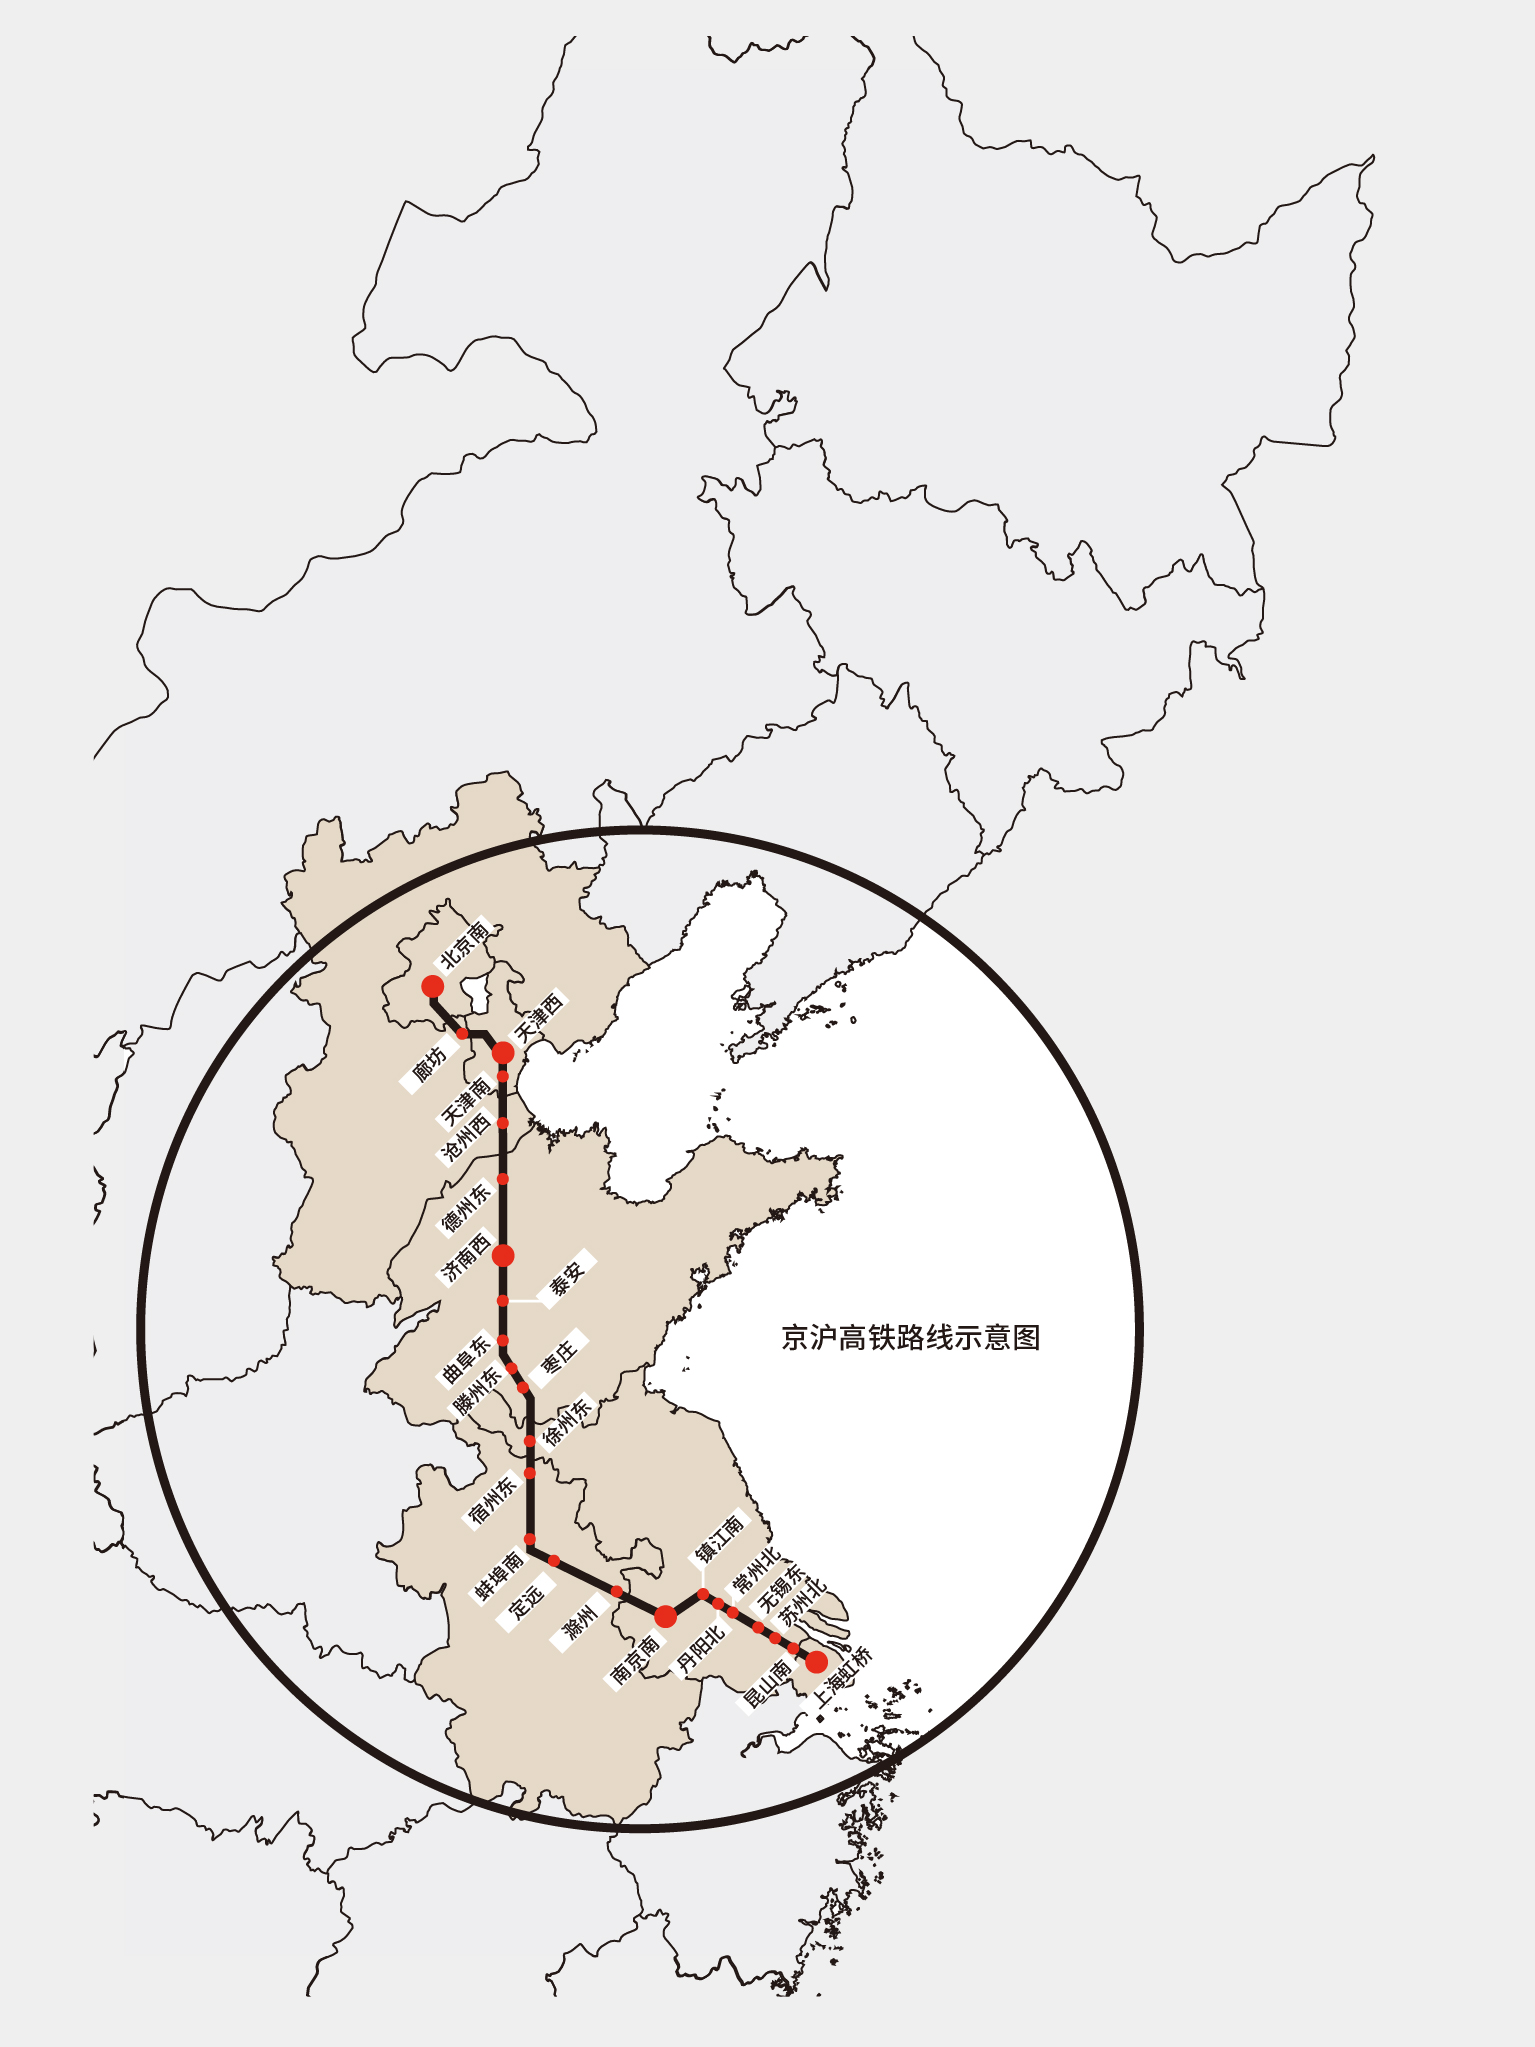 北京南
廊坊
天津西
天津南
沧州西
德州东
济南西
泰安
曲阜东
滕州东
枣庄
徐州东
宿州东
蚌埠南
定远
滁州
南京南
镇江南
丹阳北
常州北
无锡东
苏州北
昆山南
上海虹桥
京沪高铁路线示意图